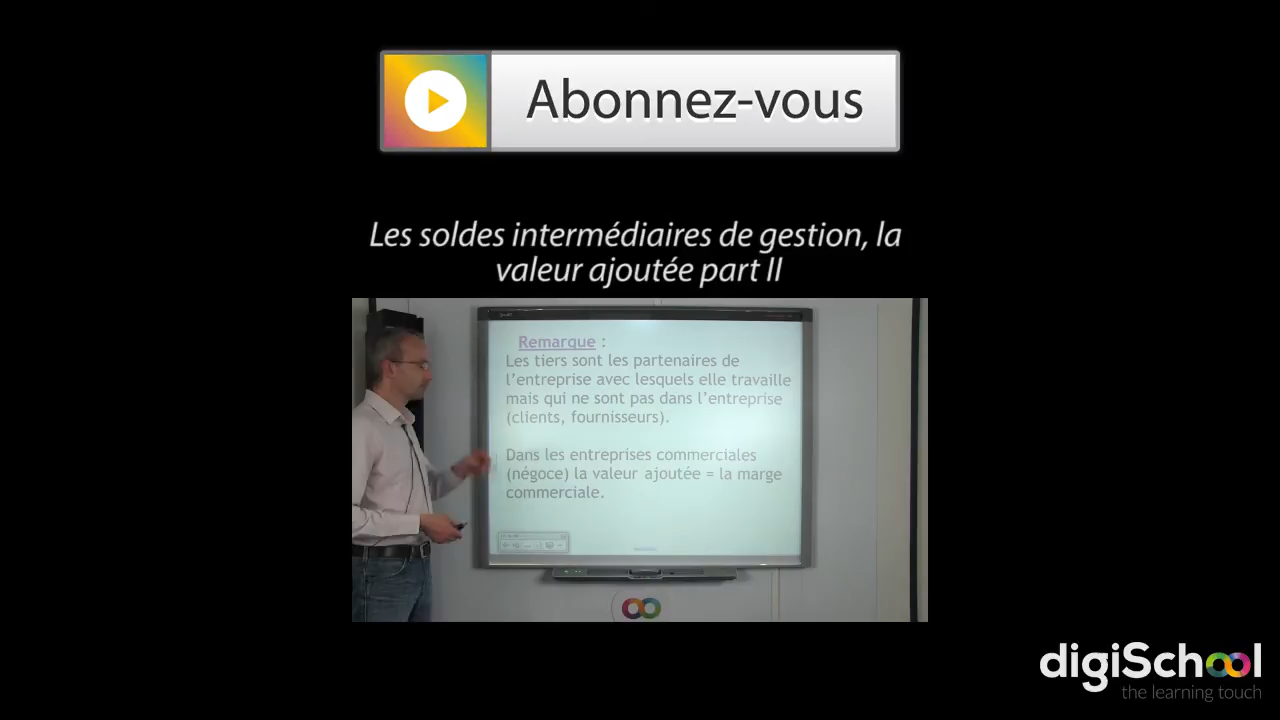 Abonnez-vous
Les soldes intermédiaires de gestion, la
valeur ajoutée part II
Remarque :
Les tiers sont les partenaires de
l'entreprise avec lesquels elle travaille
mais qui ne sont pas dans l'entreprise
(clients, fournisseurs).
Dans les entreprises commerciales
(négoce) la valeur ajoutée = la marge
commerciale.
digiSchool
the learning touch